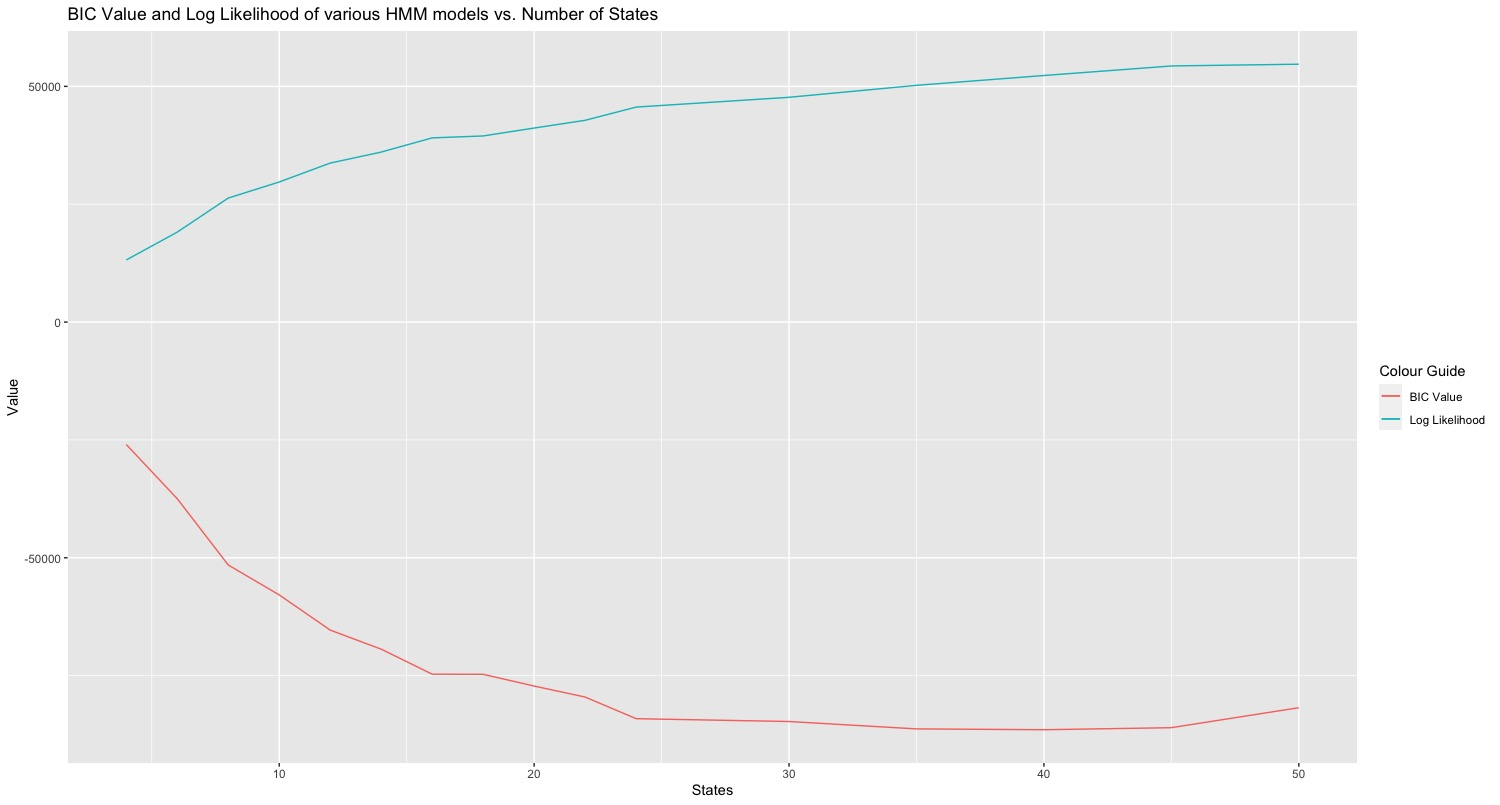 BIC Value and Log Likelihood of various HMM models vs. Number of States
50000
0
-50000
Value
10
20
30
40
50
States
Colour Guide
BIC Value
Log Likelihood